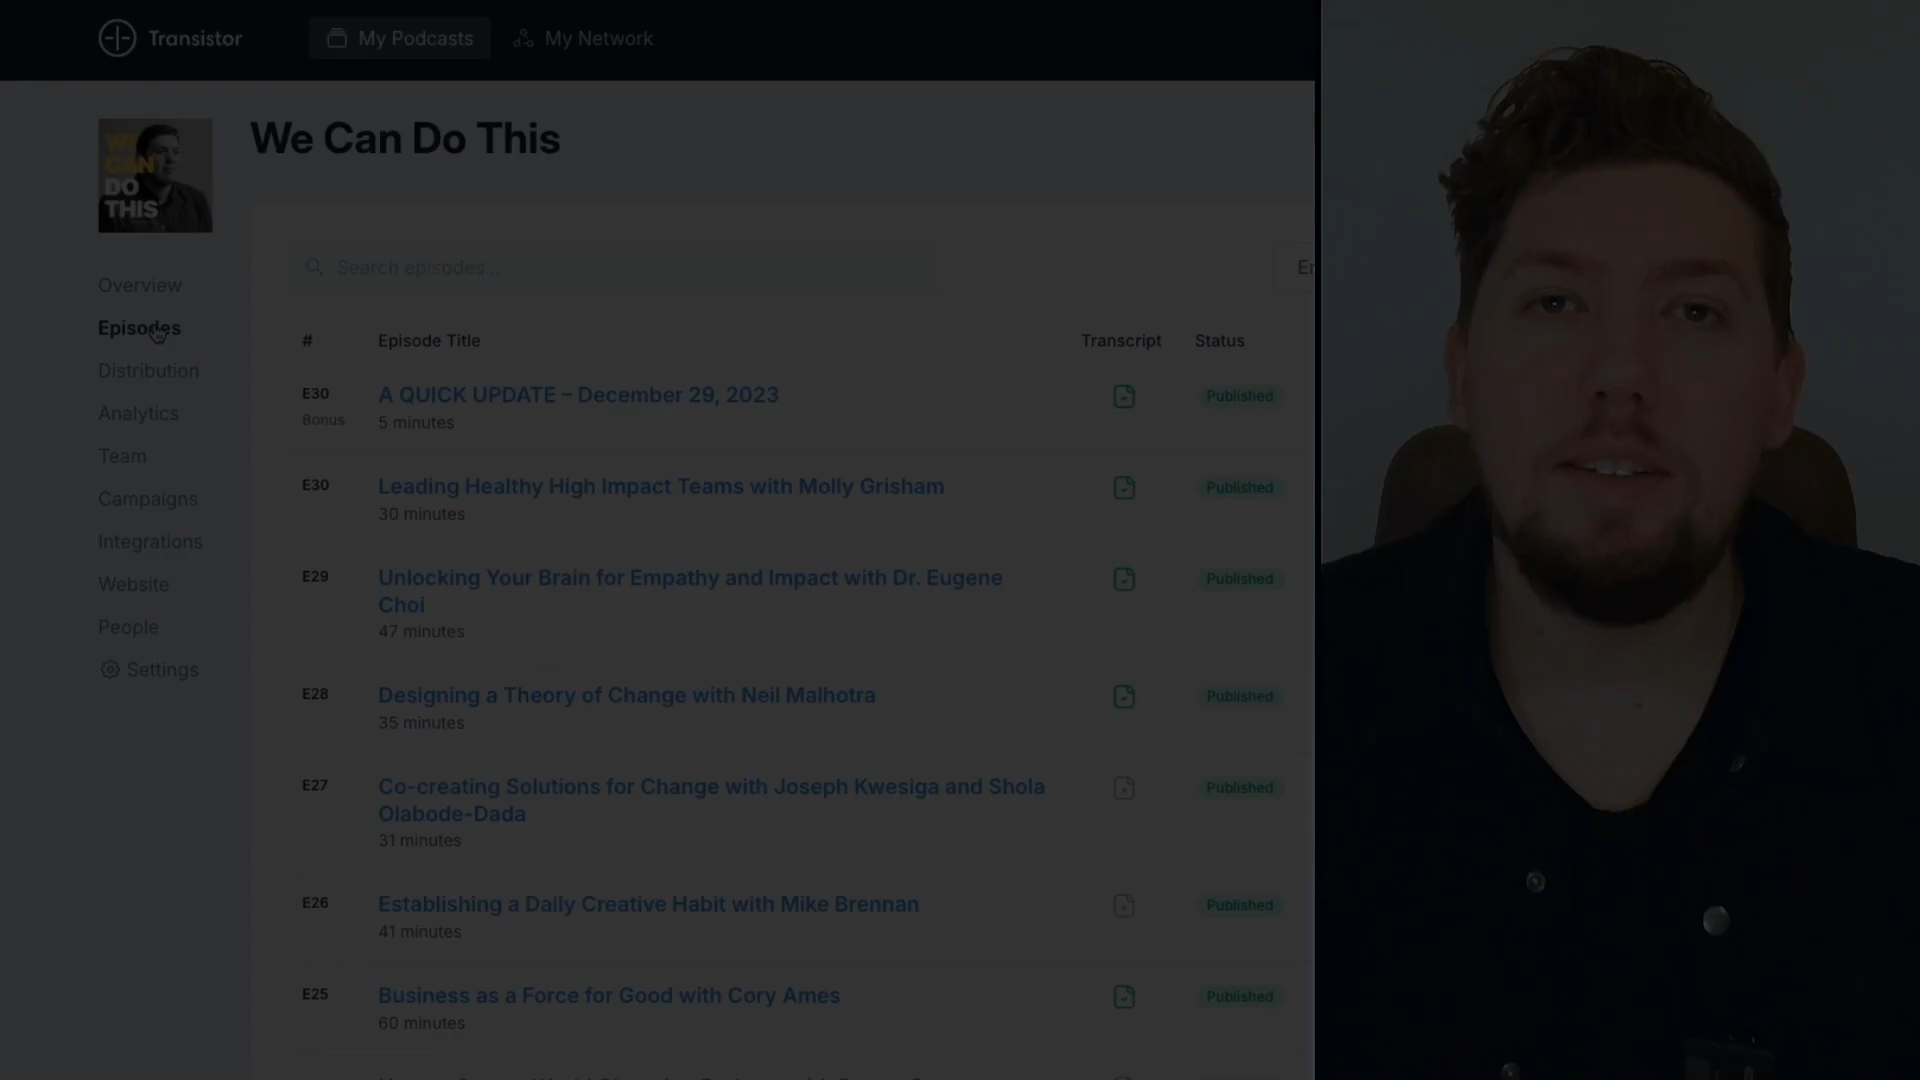 Transistor
My Podcasts
My Network
WE
CAN
DO
THIS
We Can Do This
Search episodes...
Overview
Episodes
Distribution
Analytics
Team
Campaigns
Integrations
Website
People
Settings
# Episode Title Transcript Status
E30 A QUICK UPDATE – December 29, 2023 Published
Bonus 5 minutes
E30 Leading Healthy High Impact Teams with Molly Grisham Published
30 minutes
E29 Unlocking Your Brain for Empathy and Impact with Dr. Eugene Published
Choi
47 minutes
E28 Designing a Theory of Change with Neil Malhotra Published
35 minutes
E27 Co-creating Solutions for Change with Joseph Kwesiga and Shola Published
Olabode-Dada
31 minutes
E26 Establishing a Daily Creative Habit with Mike Brennan Published
41 minutes
E25 Business as a Force for Good with Cory Ames Published
60 minutes